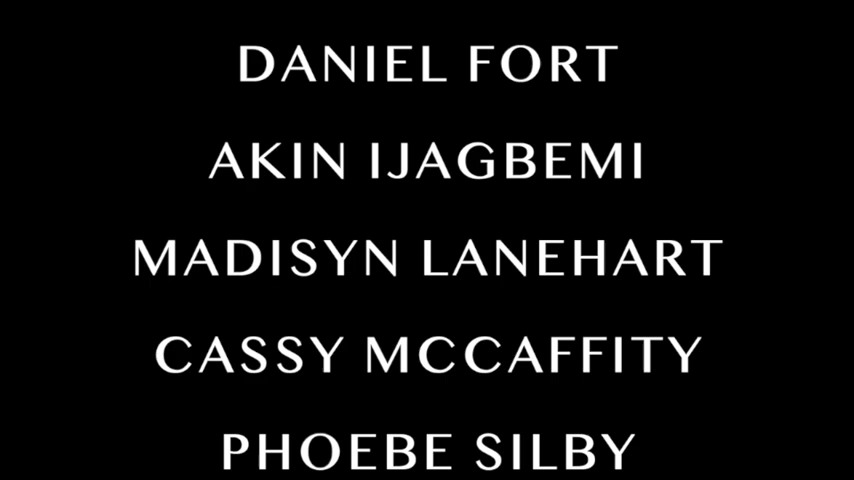 DANIEL FORT
AKIN IJAGBEMI
MADISYN LANEHART
CASSY MCCAFFITY
PHOEBE SILBY